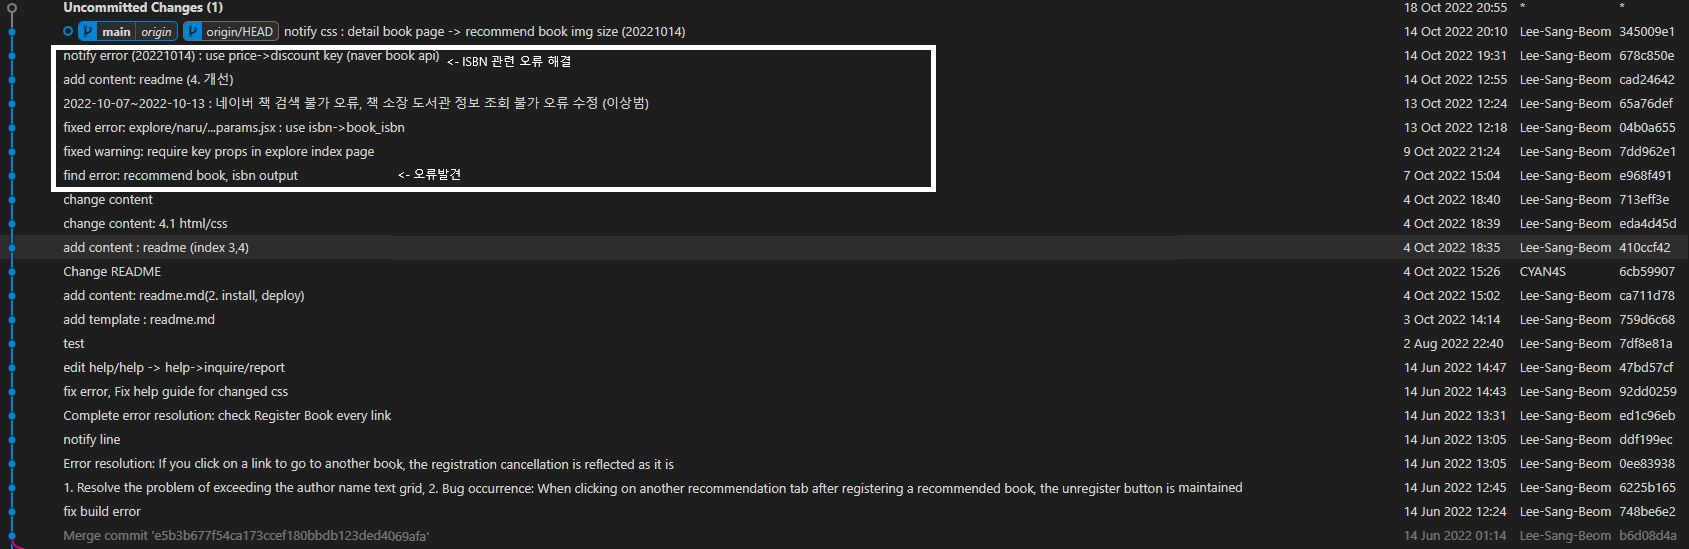 Uncommitted Changes (1) 18 Oct 2022 20:55 * *
main origin origin/HEAD notify css : detail book page -> recommend book img size (20221014) 14 Oct 2022 20:10 Lee-Sang-Beom 345009e1
notify error (20221014) : use price->discount key (naver book api) <- ISBN 관련 오류 해결 14 Oct 2022 19:31 Lee-Sang-Beom 678c850e
add content: readme (4. 개선) 14 Oct 2022 12:55 Lee-Sang-Beom cad24642
2022-10-07~2022-10-13 : 네이버 책 검색 불가 오류, 책 소장 도서관 정보 조회 불가 오류 수정 (이상범) 13 Oct 2022 12:24 Lee-Sang-Beom 65a76def
fixed error: explore/naru/...params.jsx : use isbn->book_isbn 13 Oct 2022 12:18 Lee-Sang-Beom 04b0a655
fixed warning: require key props in explore index page 9 Oct 2022 21:24 Lee-Sang-Beom 7dd962e1
find error: recommend book, isbn output <- 오류발견 7 Oct 2022 15:04 Lee-Sang-Beom e968f491
change content 4 Oct 2022 18:40 Lee-Sang-Beom 713eff3e
change content: 4.1 html/css 4 Oct 2022 18:39 Lee-Sang-Beom eda4d45d
add content : readme (index 3,4) 4 Oct 2022 18:35 Lee-Sang-Beom 410ccf42
Change README 4 Oct 2022 15:26 CYAN4S 6cb59907
add content: readme.md(2. install, deploy) 4 Oct 2022 15:02 Lee-Sang-Beom ca711d78
add template : readme.md 3 Oct 2022 14:14 Lee-Sang-Beom 759d6c68
test 2 Aug 2022 22:40 Lee-Sang-Beom 7df8e81a
edit help/help -> help->inquire/report 14 Jun 2022 14:47 Lee-Sang-Beom 47bd57cf
fix error, Fix help guide for changed css 14 Jun 2022 14:43 Lee-Sang-Beom 92dd0259
Complete error resolution: check Register Book every link 14 Jun 2022 13:31 Lee-Sang-Beom ed1c96eb
notify line 14 Jun 2022 13:05 Lee-Sang-Beom ddf199ec
Error resolution: If you click on a link to go to another book, the registration cancellation is reflected as it is 14 Jun 2022 13:05 Lee-Sang-Beom 0ee83938
1. Resolve the problem of exceeding the author name text grid, 2. Bug occurrence: When clicking on another recommendation tab after registering a recommended book, the unregister button is maintained 14 Jun 2022 12:45 Lee-Sang-Beom 6225b165
fix build error 14 Jun 2022 12:24 Lee-Sang-Beom 748be6e2
Merge commit 'e5b3b677f54ca173ccef180bbdb123ded4069afa' 14 Jun 2022 01:14 Lee-Sang-Beom b6d08d4a